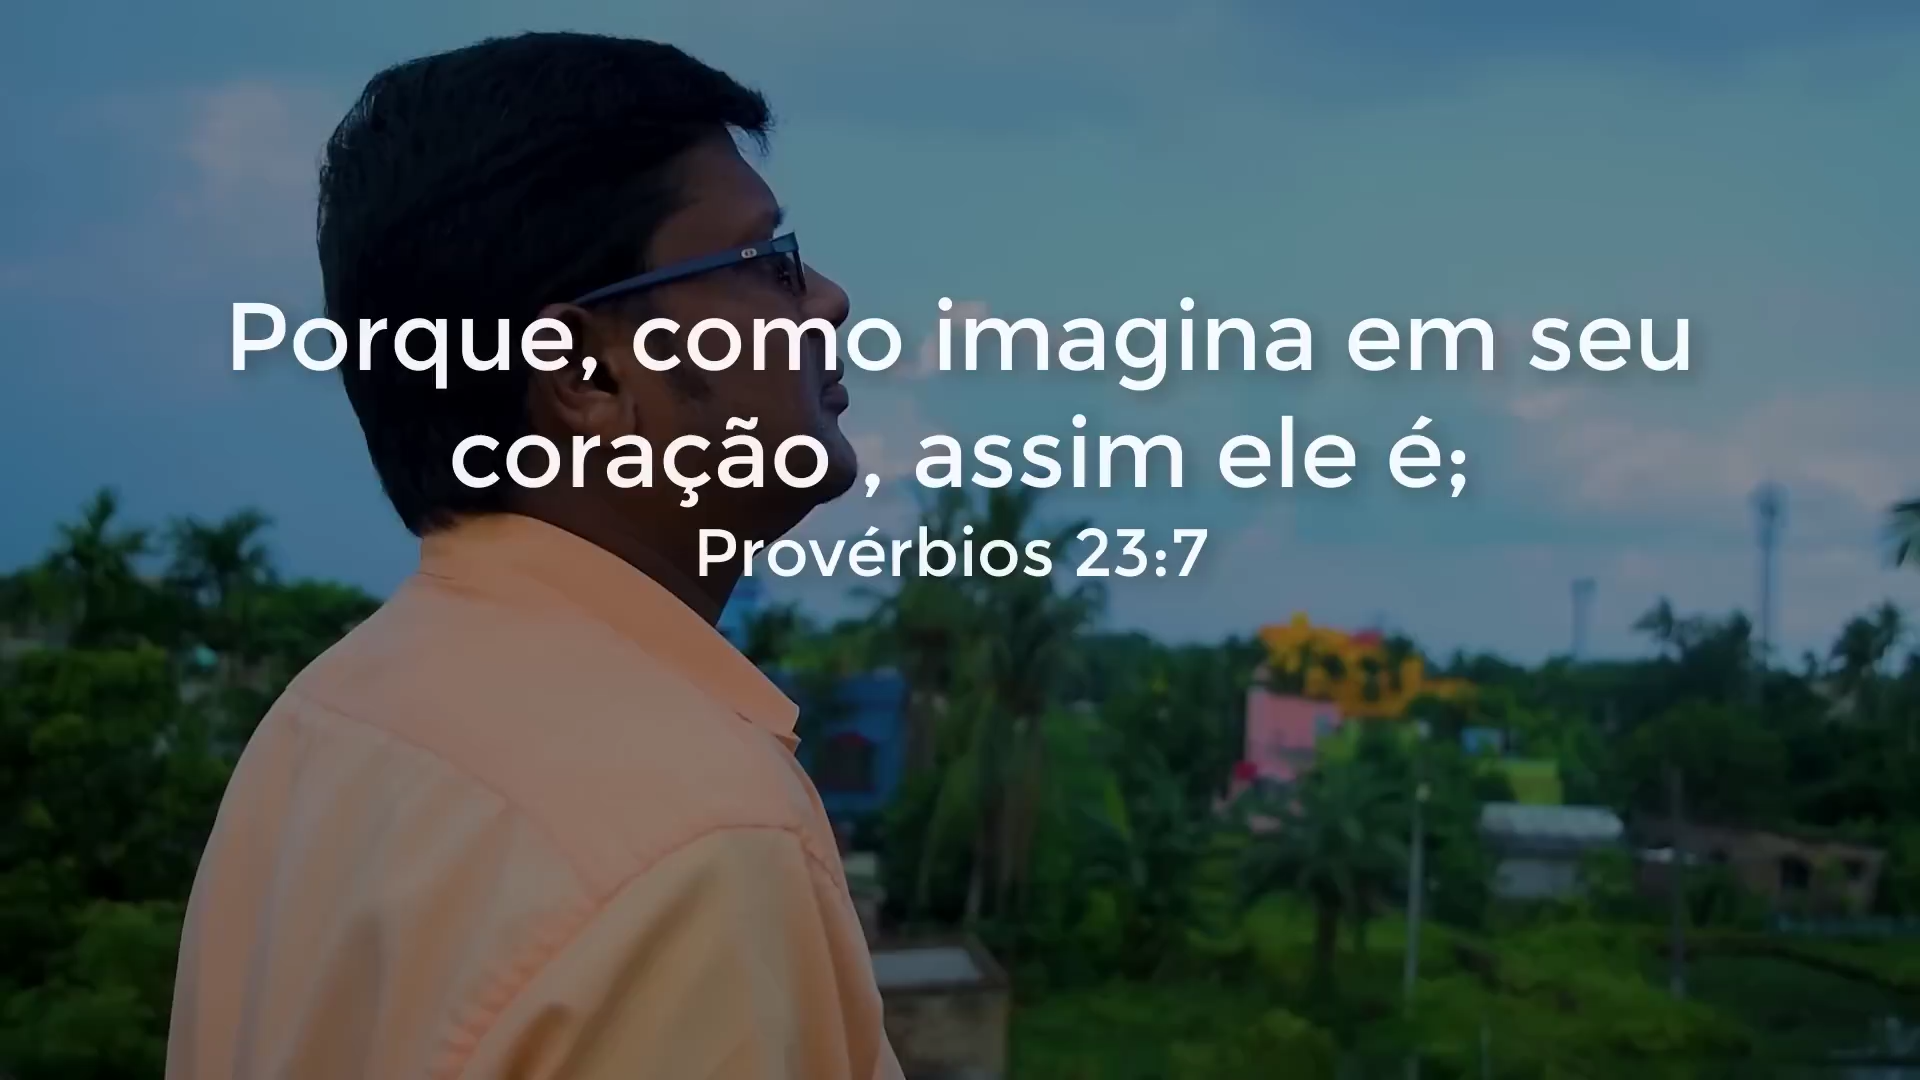 Porque, como imagina em seu
coração , assim ele é;
Provérbios 23:7